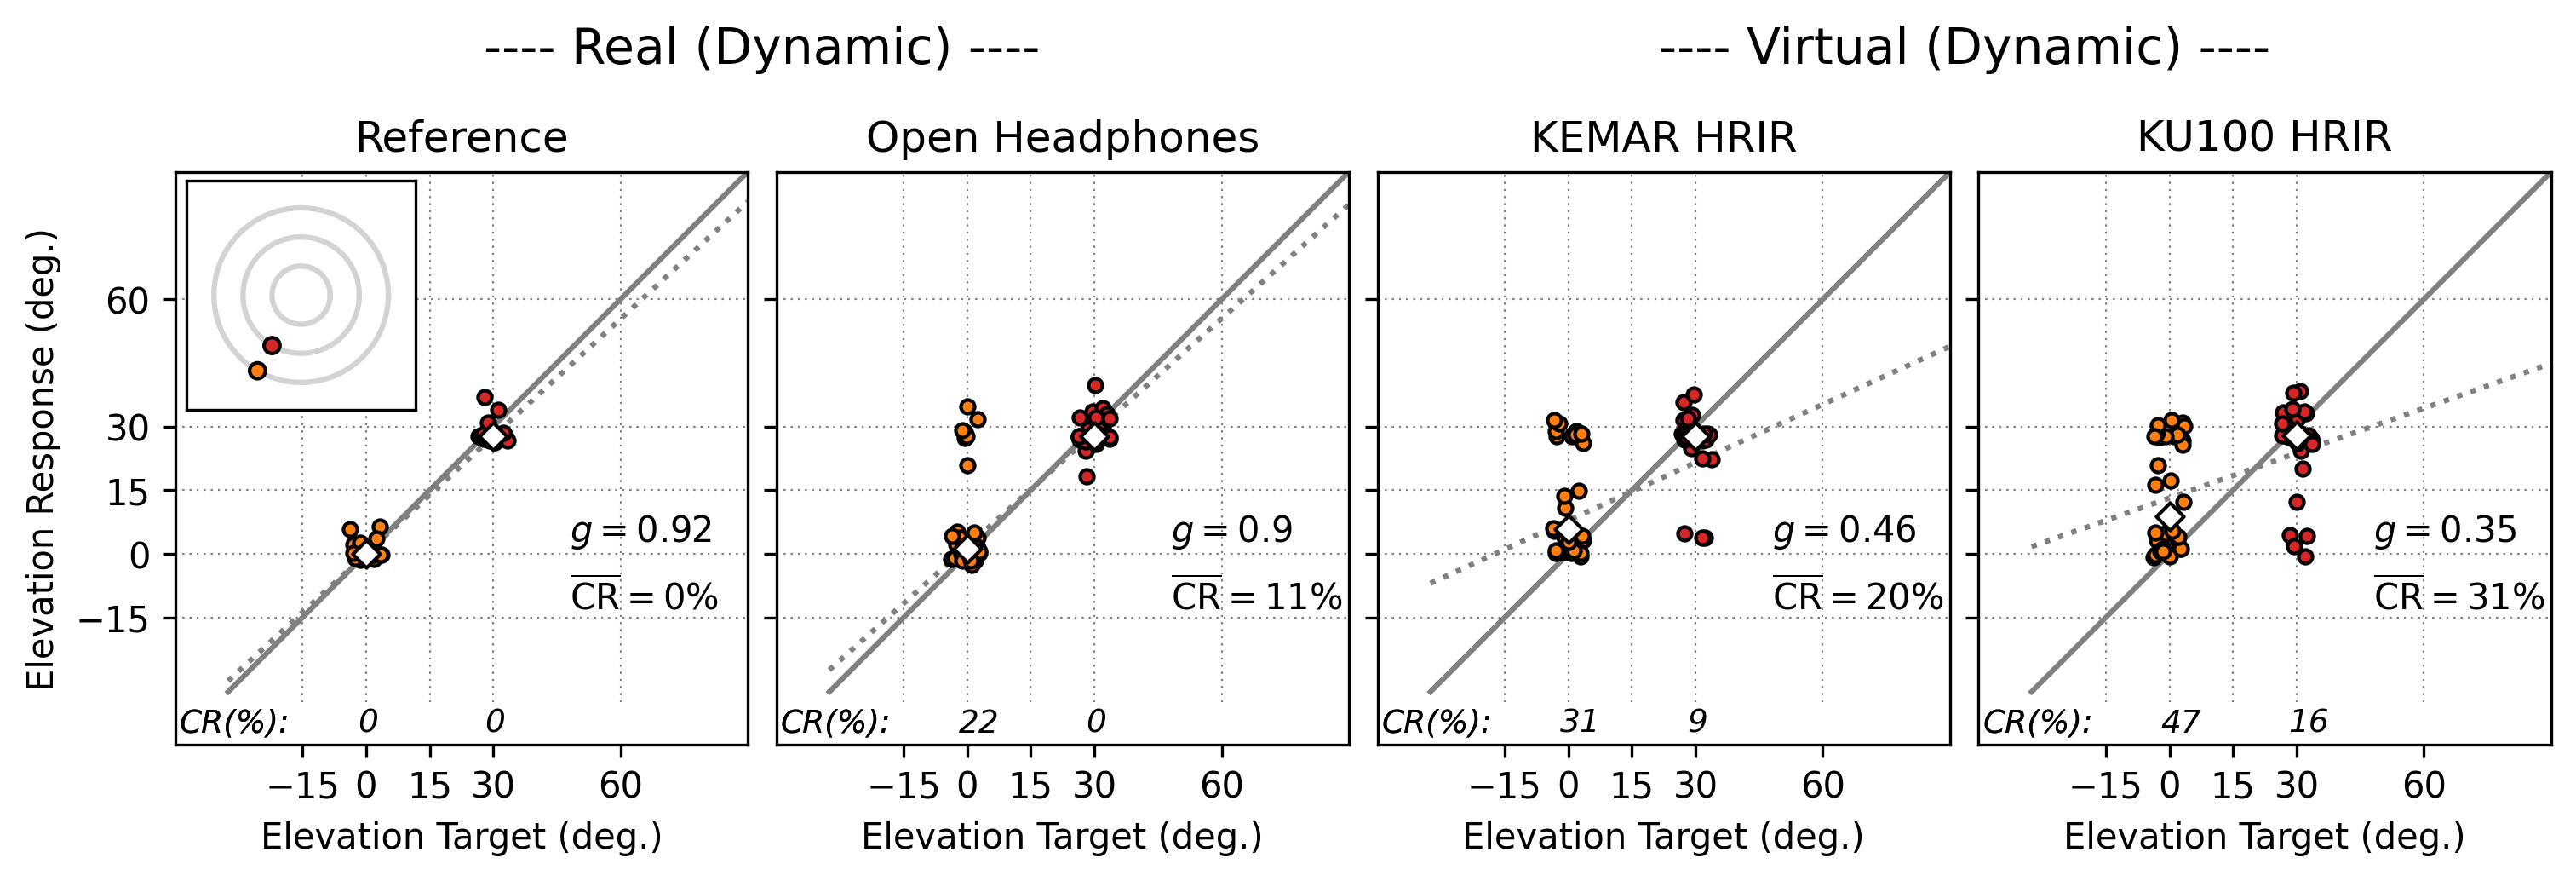 ---- Real (Dynamic) ----
---- Virtual (Dynamic) ----
Reference
Open Headphones
KEMAR HRIR
KU100 HRIR
Elevation Response (deg.)
60
30
15
0
−15
g = 0.92
CR = 0%
CR(%): 0 0
g = 0.9
CR = 11%
CR(%): 22 0
g = 0.46
CR = 20%
CR(%): 31 9
g = 0.35
CR = 31%
CR(%): 47 16
−15 0 15 30 60
−15 0 15 30 60
−15 0 15 30 60
−15 0 15 30 60
Elevation Target (deg.)
Elevation Target (deg.)
Elevation Target (deg.)
Elevation Target (deg.)